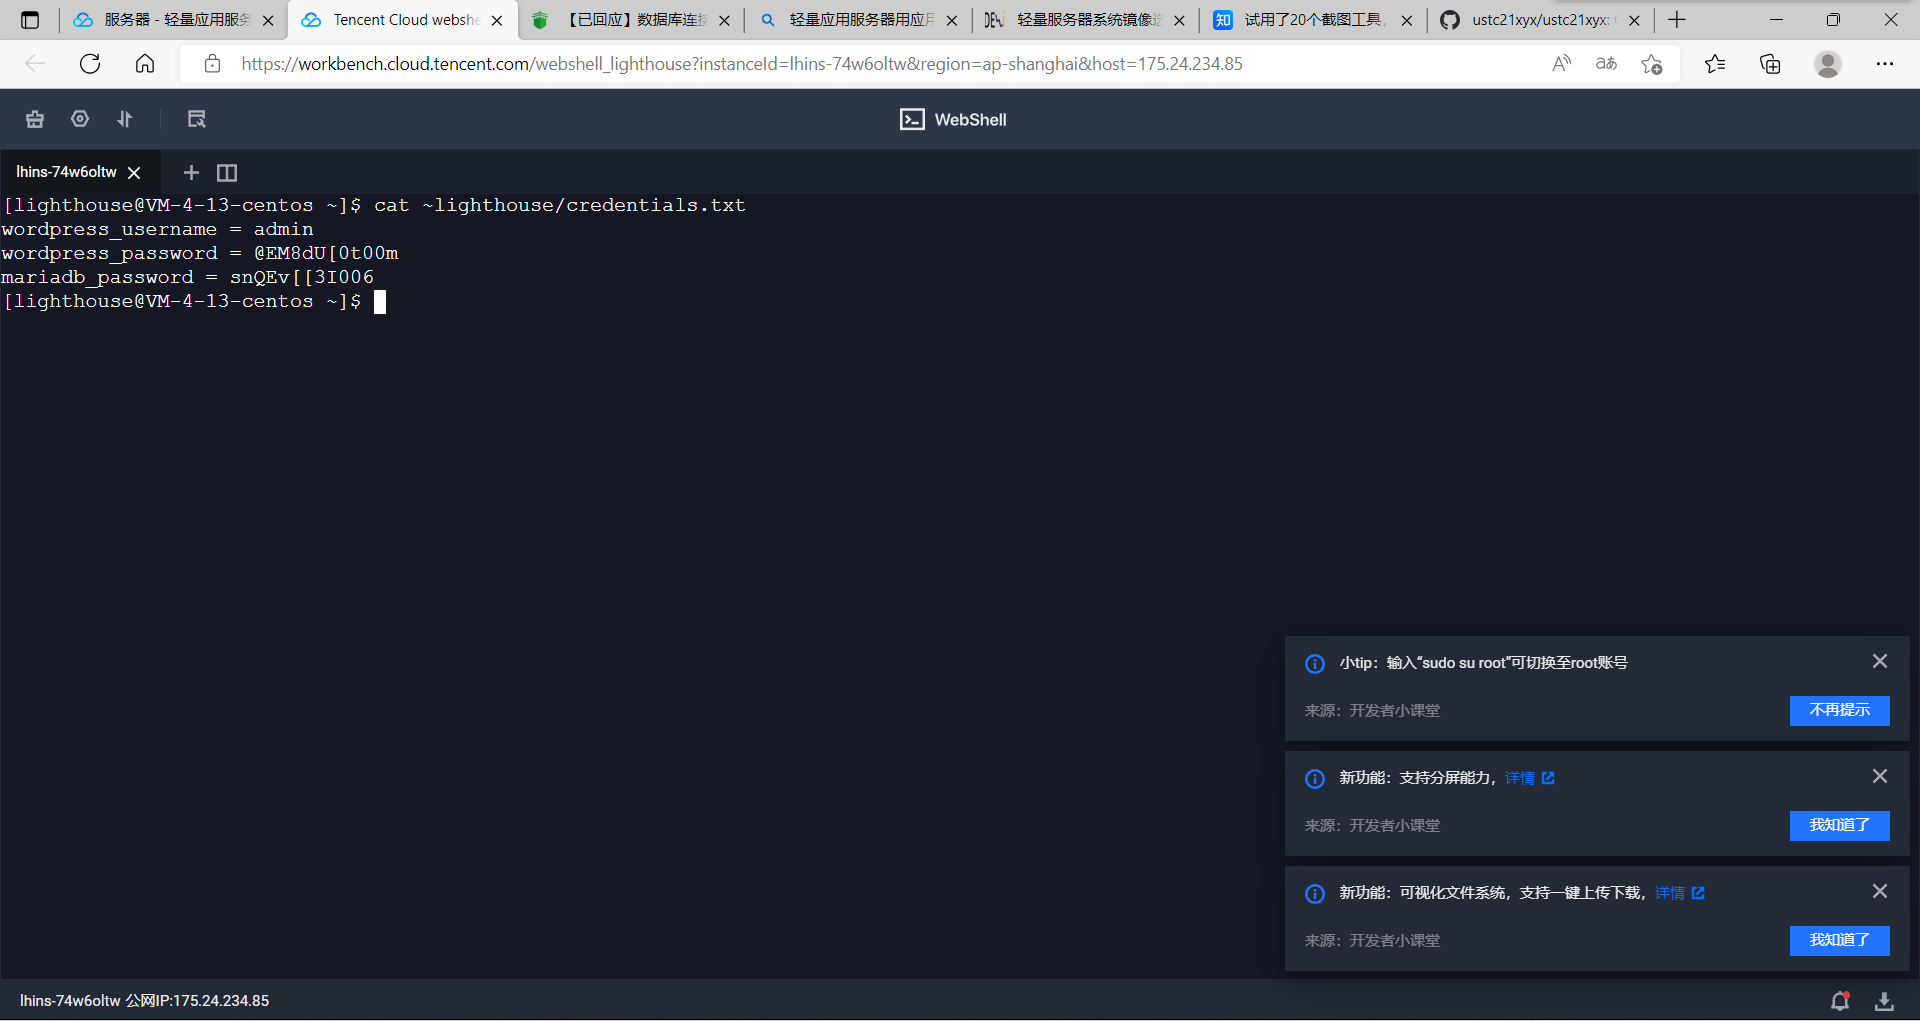 服务器 - 轻量应用服务
Tencent Cloud webshe
【已回应】数据库连接
轻量应用服务器用应用
轻量服务器系统镜像选
知 试用了20个截图工具,
ustc21xyx/ustc21xyx:
https://workbench.cloud.tencent.com/webshell_lighthouse?instanceId=lhins-74w6oltw&region=ap-shanghai&host=175.24.234.85
WebShell
lhins-74w6oltw
[lighthouse@VM-4-13-centos ~]$ cat ~lighthouse/credentials.txt
wordpress_username = admin
wordpress_password = @EM8dU[0t00m
mariadb_password = snQEv[[3I006
[lighthouse@VM-4-13-centos ~]$
小tip：输入“sudo su root”可切换至root账号
来源：开发者小课堂
不再提示
新功能：支持分屏能力，详情
来源：开发者小课堂
我知道了
新功能：可视化文件系统，支持一键上传下载，详情
来源：开发者小课堂
我知道了
lhins-74w6oltw 公网IP:175.24.234.85